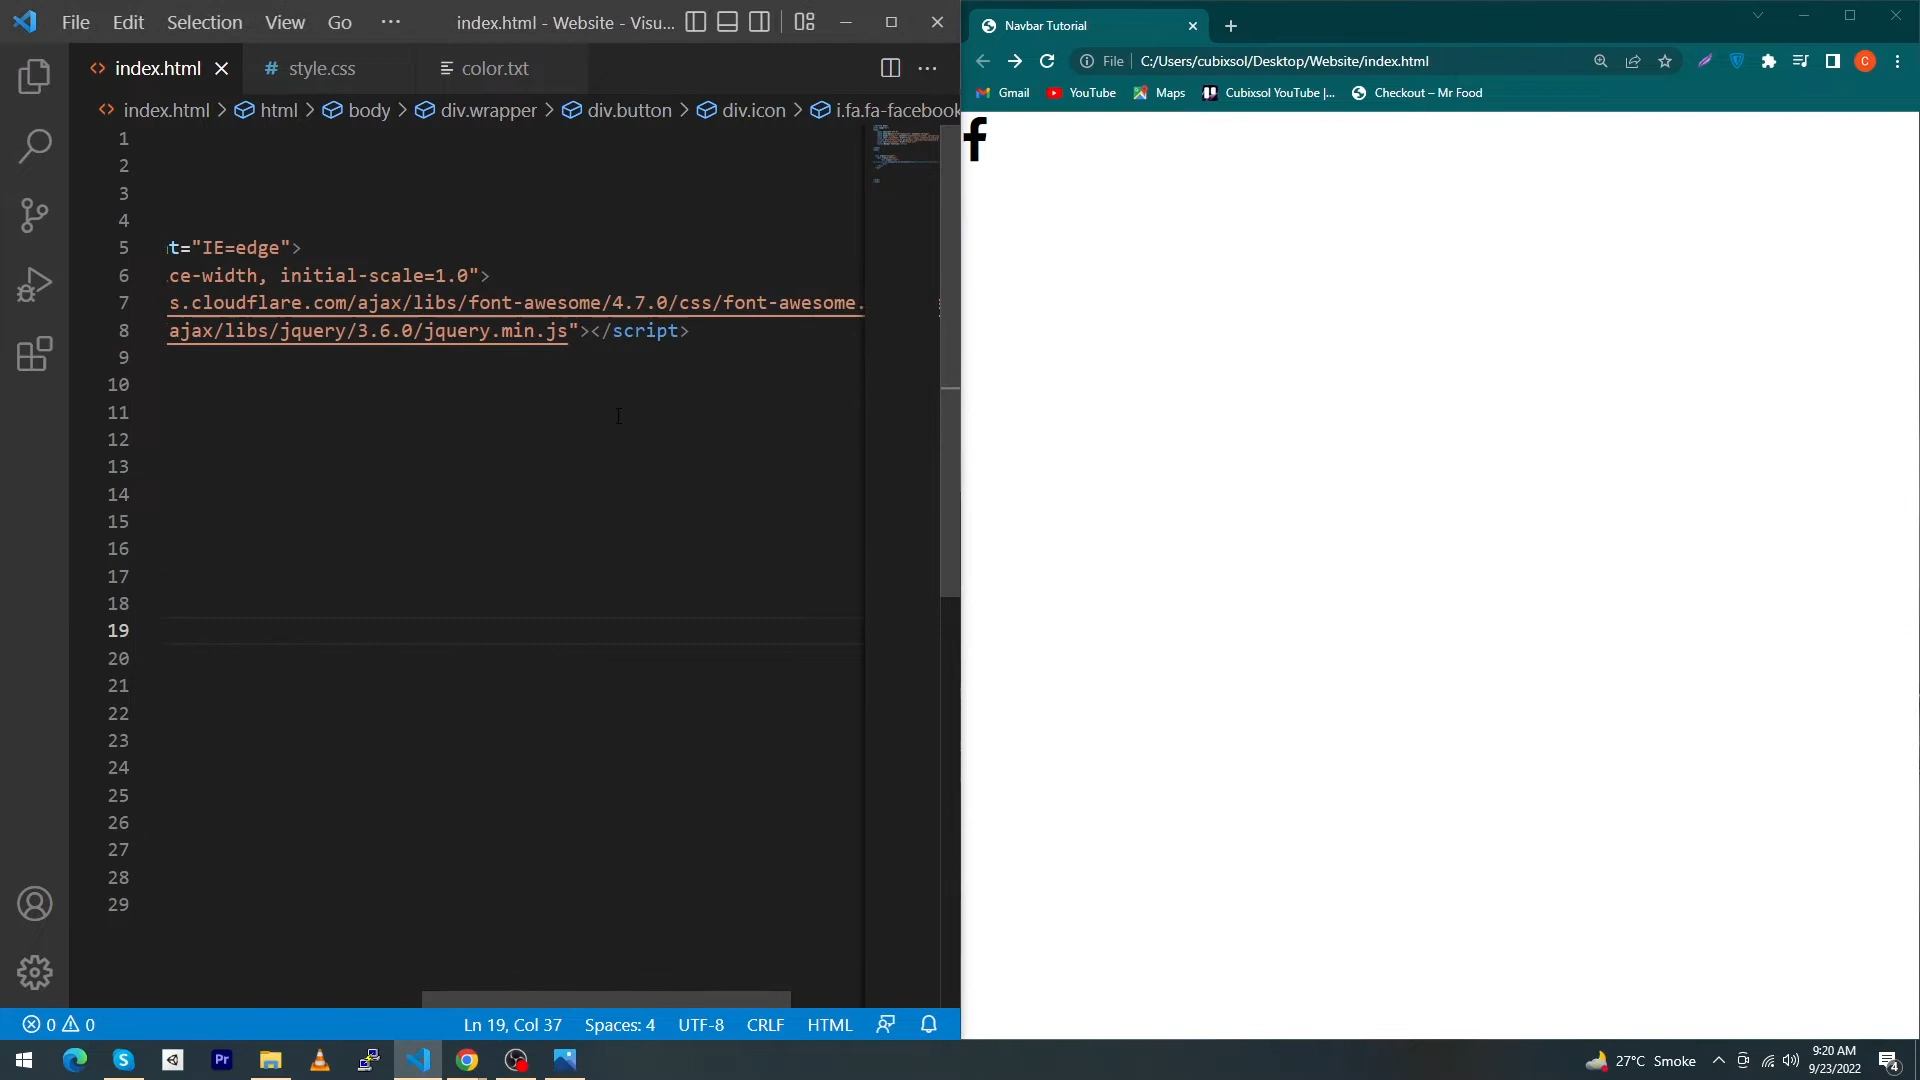 File Edit Selection View Go ··· index.html - Website - Visu...
index.html style.css color.txt
index.html > html > body > div.wrapper > div.button > div.icon > i.fa.fa-facebook
1
2
3
4
5 t="IE=edge">
6 ce-width, initial-scale=1.0">
7 s.cloudflare.com/ajax/libs/font-awesome/4.7.0/css/font-awesome.
8 ajax/libs/jquery/3.6.0/jquery.min.js"></script>
9
10
11
12
13
14
15
16
17
18
19
20
21
22
23
24
25
26
27
28
29
0 0 Ln 19, Col 37 Spaces: 4 UTF-8 CRLF HTML
Navbar Tutorial
File C:/Users/cubixsol/Desktop/Website/index.html C
Gmail YouTube Maps Cubixsol YouTube |... Checkout – Mr Food
f
S Pr 27°C Smoke 9:20 AM
9/23/2022 4